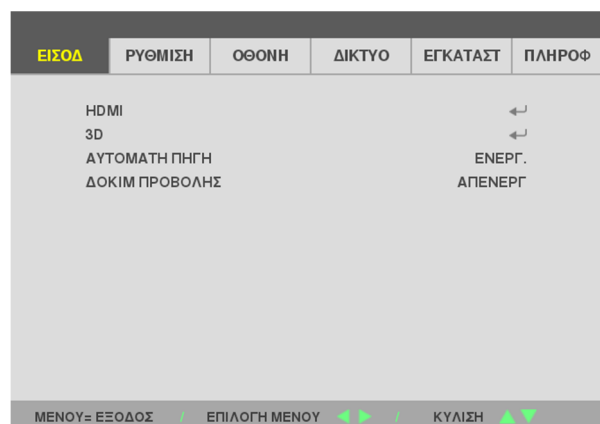 ΕΙΣΟΔ ΡΥΘΜΙΣΗ ΟΘΟΝΗ ΔΙΚΤΥΟ ΕΓΚΑΤΑΣΤ ΠΛΗΡΟΦ
HDMI
3D
ΑΥΤΟΜΑΤΗ ΠΗΓΗ ΕΝΕΡΓ.
ΔΟΚΙΜ ΠΡΟΒΟΛΗΣ ΑΠΕΝΕΡΓ
ΜΕΝΟΥ= ΕΞΟΔΟΣ / ΕΠΙΛΟΓΗ ΜΕΝΟΥ / ΚΥΛΙΣΗ